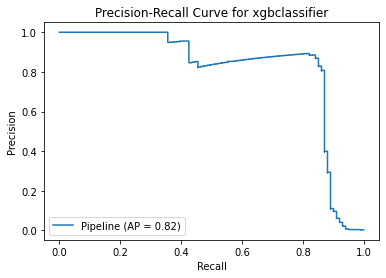 Precision-Recall Curve for xgbclassifier
1.0
0.8
0.6
0.4
0.2
0.0
Precision
Pipeline (AP = 0.82)
0.0 0.2 0.4 0.6 0.8 1.0
Recall